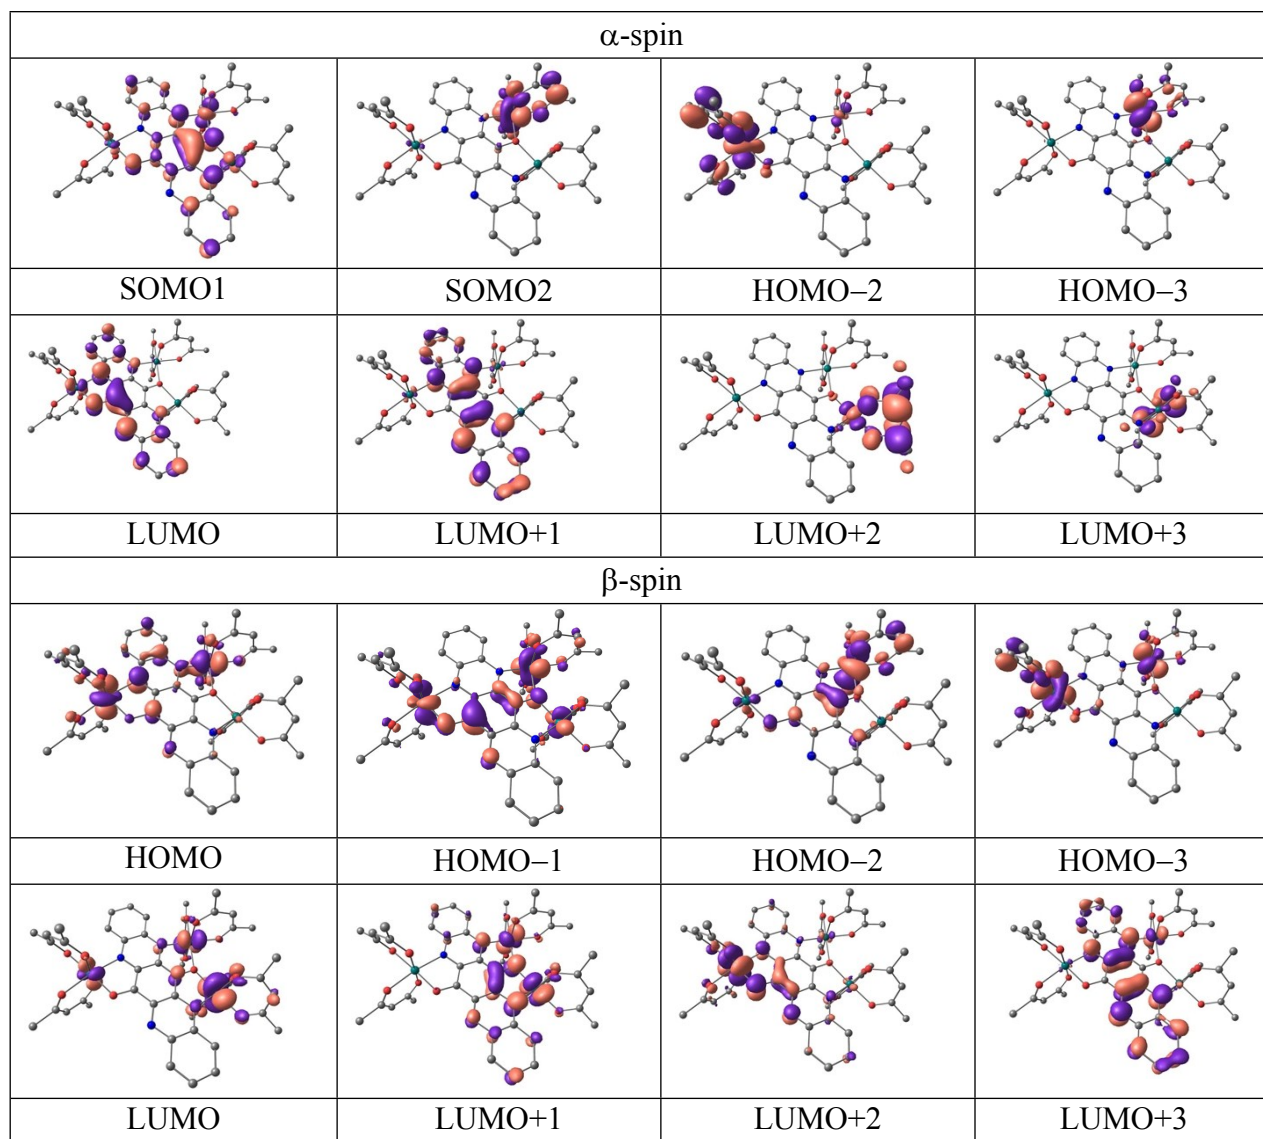 α-spin
SOMO1 SOMO2 HOMO−2 HOMO−3
LUMO LUMO+1 LUMO+2 LUMO+3
β-spin
HOMO HOMO−1 HOMO−2 HOMO−3
LUMO LUMO+1 LUMO+2 LUMO+3